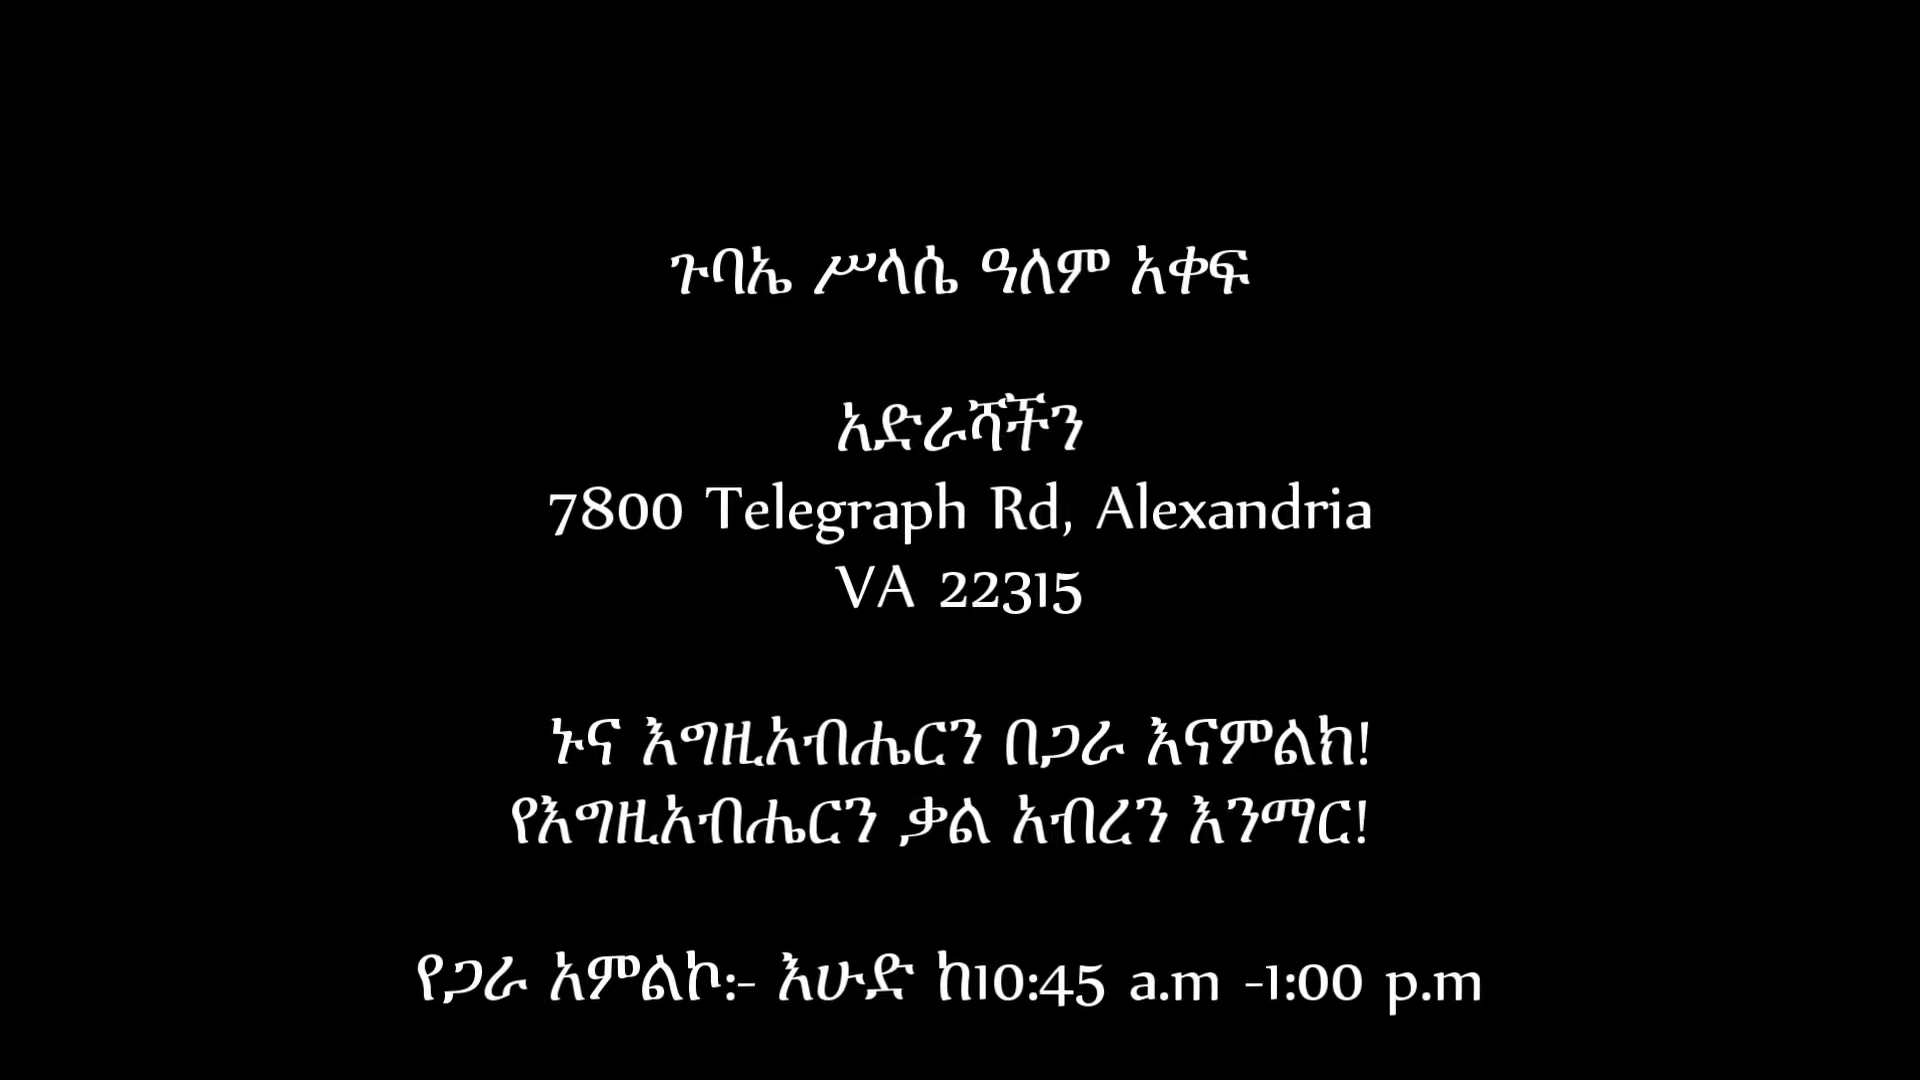 ጉባኤ ሥላሴ ዓለም አቀፍ
አድራሻችን
7800 Telegraph Rd, Alexandria
VA 22315
ኑና እግዚአብሔርን በጋራ እናምልክ!
የእግዚአብሔርን ቃል አብረን እንማር!
የጋራ አምልኮ:- እሁድ ከ10:45 a.m -1:00 p.m